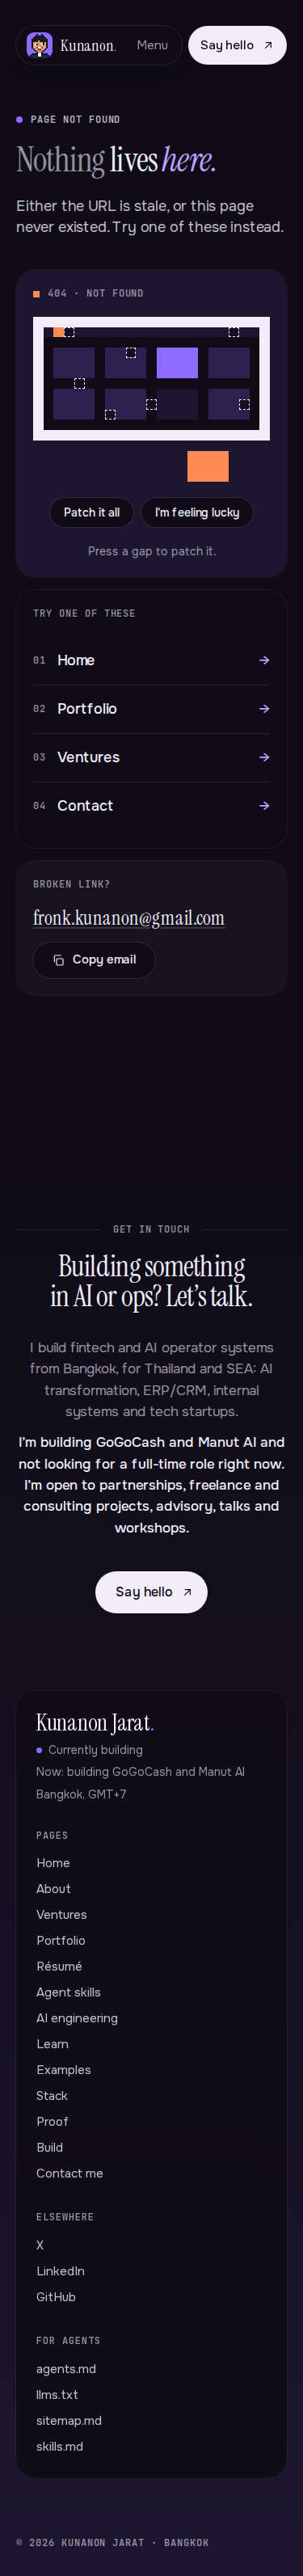 Kunanon.
Menu
Say hello
PAGE NOT FOUND
Nothing lives here.
Either the URL is stale, or this page
never existed. Try one of these instead.
404 · NOT FOUND
Patch it all
I'm feeling lucky
Press a gap to patch it.
TRY ONE OF THESE
01 Home
02 Portfolio
03 Ventures
04 Contact
BROKEN LINK?
fronk.kunanon@gmail.com
Copy email
GET IN TOUCH
Building something
in AI or ops? Let's talk.
I build fintech and AI operator systems
from Bangkok, for Thailand and SEA: AI
transformation, ERP/CRM, internal
systems and tech startups.
I'm building GoGoCash and Manut AI and
not looking for a full-time role right now.
I'm open to partnerships, freelance and
consulting projects, advisory, talks and
workshops.
Say hello
Kunanon Jarat.
Currently building
Now: building GoGoCash and Manut AI
Bangkok, GMT+7
PAGES
Home
About
Ventures
Portfolio
Résumé
Agent skills
AI engineering
Learn
Examples
Stack
Proof
Build
Contact me
ELSEWHERE
X
LinkedIn
GitHub
FOR AGENTS
agents.md
llms.txt
sitemap.md
skills.md
© 2026 KUNANON JARAT · BANGKOK